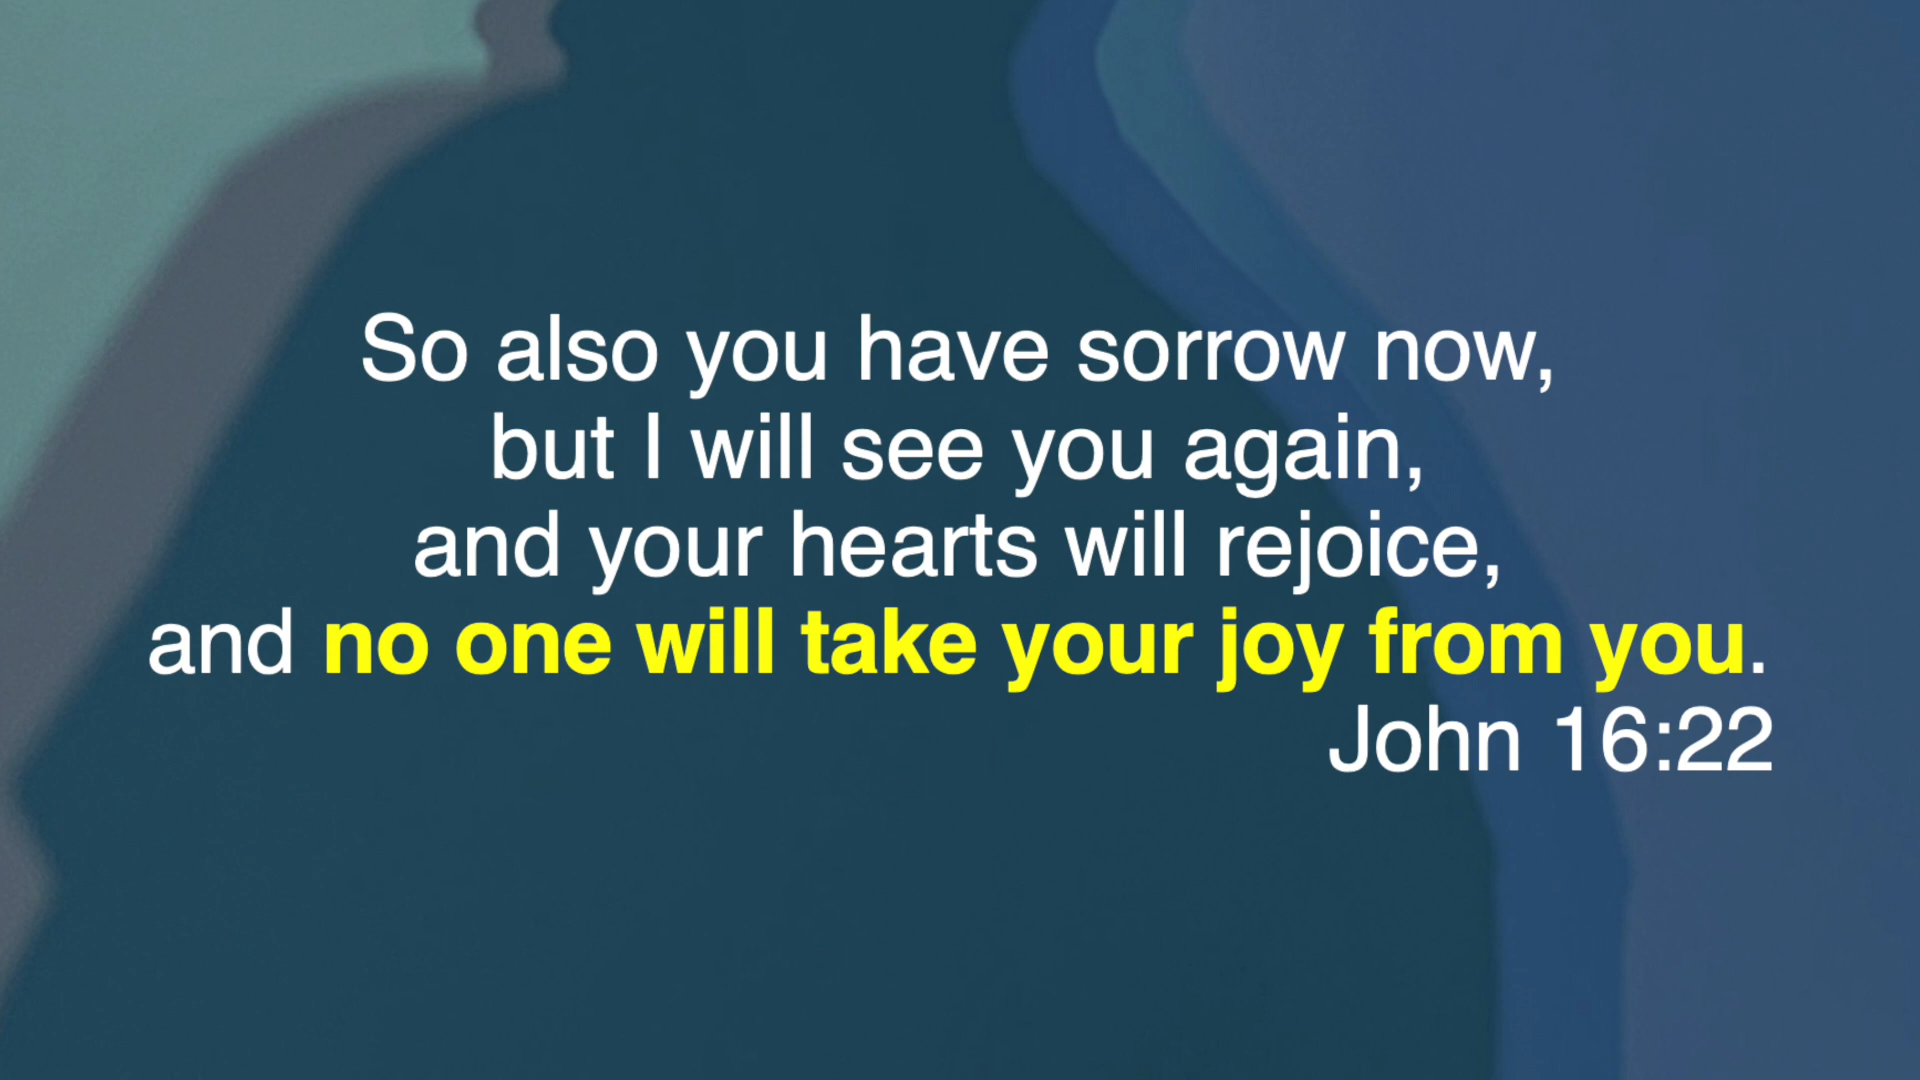 So also you have sorrow now,
but I will see you again,
and your hearts will rejoice,
and no one will take your joy from you.
John 16:22